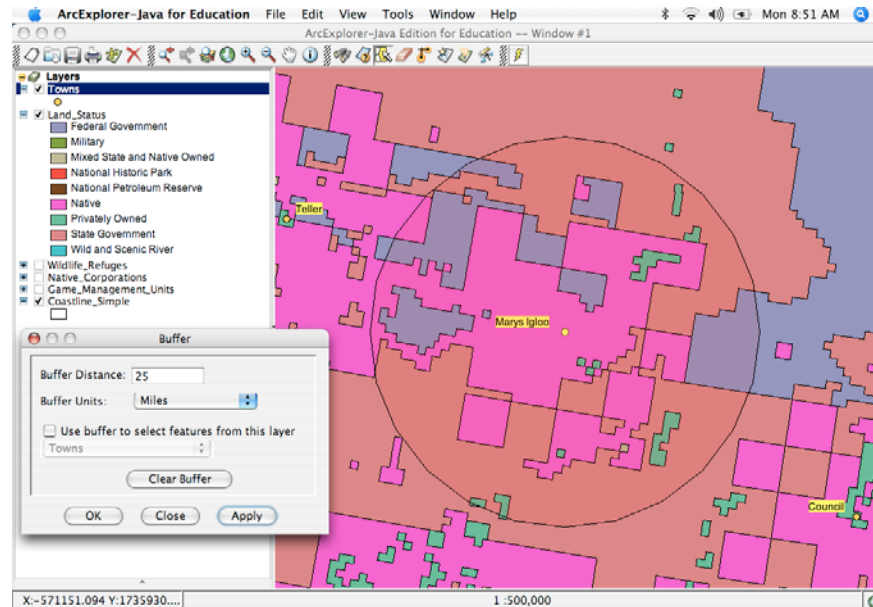 ArcExplorer-Java for Education File Edit View Tools Window Help Mon 8:51 AM
ArcExplorer-Java Edition for Education -- Window #1
Layers
Towns
Land_Status
Federal Government
Military
Mixed State and Native Owned
National Historic Park
National Petroleum Reserve
Native
Privately Owned
State Government
Wild and Scenic River
Wildlife_Refuges
Native_Corporations
Game_Management_Units
Coastline_Simple
Teller
Marys Igloo
Council
Buffer
Buffer Distance: 25
Buffer Units: Miles
Use buffer to select features from this layer
Towns
Clear Buffer
OK Close Apply
X:-571151.094 Y:1735930.... 1 :500,000